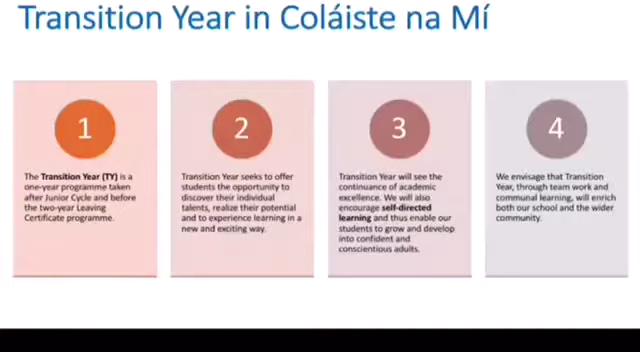 Transition Year in Coláiste na Mí
1
The Transition Year (TY) is a
one-year programme taken
after Junior Cycle and before
the two-year Leaving
Certificate programme.
2
Transition Year seeks to offer
students the opportunity to
discover their individual
talents, realize their potential
and to experience learning in a
new and exciting way.
3
Transition Year will see the
continuance of academic
excellence. We will also
encourage self-directed
learning and thus enable our
students to grow and develop
into confident and
conscientious adults.
4
We envisage that Transition
Year, through team work and
communal learning, will enrich
both our school and the wider
community.